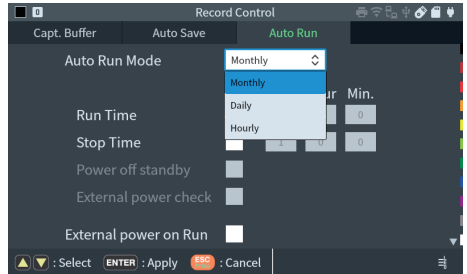 0 Record Control
Capt. Buffer Auto Save Auto Run
Auto Run Mode Monthly
Monthly
Daily
Hourly
ur Min.
Run Time 0
Stop Time 1 0 0
Power off standby
External power check
External power on Run
: Select ENTER : Apply ESC : Cancel